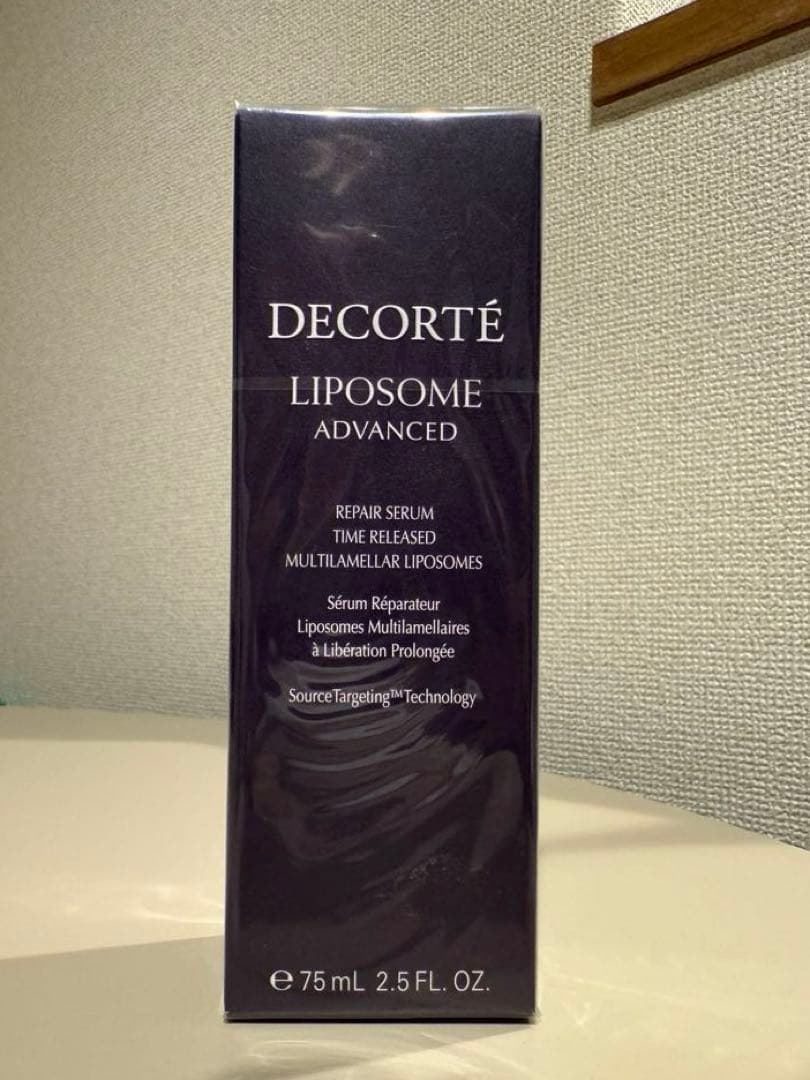 DECORTÉ
LIPOSOME
ADVANCED
REPAIR SERUM
TIME RELEASED
MULTILAMELLAR LIPOSOMES
Sérum Réparateur
Liposomes Multilamellaires
à Libération Prolongée
SourceTargeting™Technology
℮ 75 mL 2.5 FL. OZ.